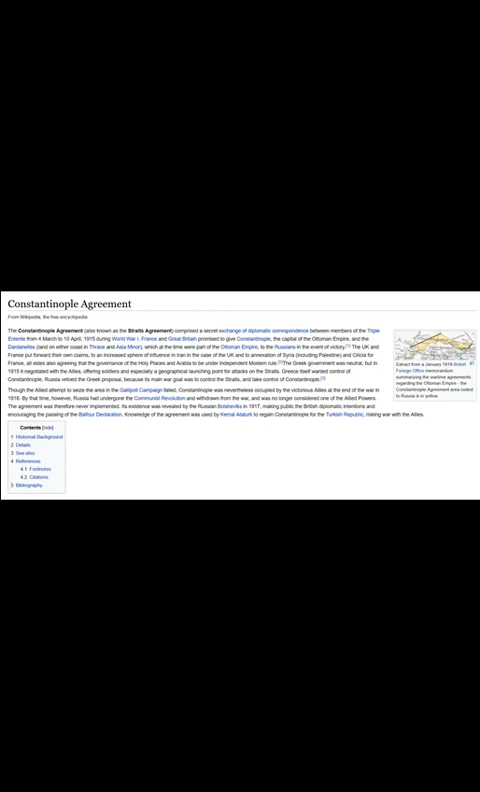 Constantinople Agreement
From Wikipedia, the free encyclopedia
The Constantinople Agreement (also known as the Straits Agreement) comprised a secret exchange of diplomatic correspondence between members of the Triple
Entente from 4 March to 10 April, 1915 during World War I. France and Great Britain promised to give Constantinople, the capital of the Ottoman Empire, and the
Dardanelles (land on either coast in Thrace and Asia Minor), which at the time were part of the Ottoman Empire, to the Russians in the event of victory.[1] The UK and
France put forward their own claims, to an increased sphere of influence in Iran in the case of the UK and to annexation of Syria (including Palestine) and Cilicia for
France, all sides also agreeing that the governance of the Holy Places and Arabia to be under independent Moslem rule.[2]The Greek government was neutral, but in
1915 it negotiated with the Allies, offering soldiers and especially a geographical launching point for attacks on the Straits. Greece itself wanted control of
Constantinople, Russia vetoed the Greek proposal, because its main war goal was to control the Straits, and take control of Constantinople.[3]
Though the Allied attempt to seize the area in the Gallipoli Campaign failed, Constantinople was nevertheless occupied by the victorious Allies at the end of the war in
1918. By that time, however, Russia had undergone the Communist Revolution and withdrawn from the war, and was no longer considered one of the Allied Powers.
The agreement was therefore never implemented. Its existence was revealed by the Russian Bolsheviks in 1917, making public the British diplomatic intentions and
encouraging the passing of the Balfour Declaration. Knowledge of the agreement was used by Kemal Ataturk to regain Constantinople for the Turkish Republic, risking war with the Allies.
Extract from a January 1919 British
Foreign Office memorandum
summarizing the wartime agreements
regarding the Ottoman Empire - the
Constantinople Agreement area coded
to Russia is in yellow
Contents [hide]
1 Historical Background
2 Details
3 See also
4 References
4.1 Footnotes
4.2 Citations
5 Bibliography